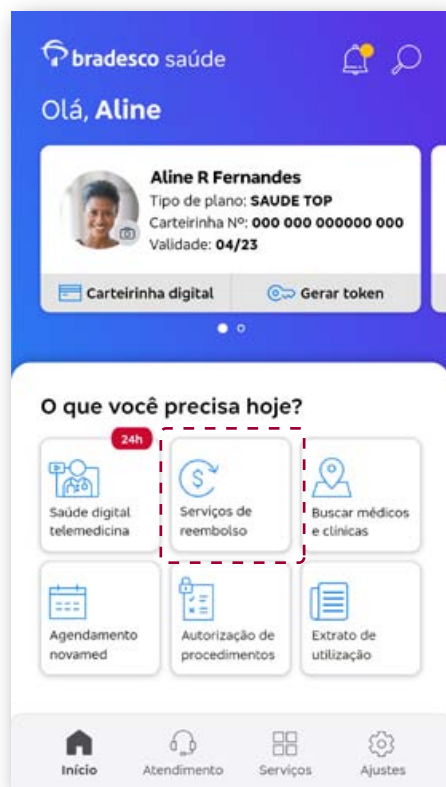 bradesco saúde
Olá, Aline
Aline R Fernandes
Tipo de plano: SAUDE TOP
Carteirinha Nº: 000 000 000000 000
Validade: 04/23
Carteirinha digital
Gerar token
O que você precisa hoje?
24h
Saúde digital
telemedicina
Serviços de
reembolso
Buscar médicos
e clínicas
Agendamento
novamed
Autorização de
procedimentos
Extrato de
utilização
Início
Atendimento
Serviços
Ajustes